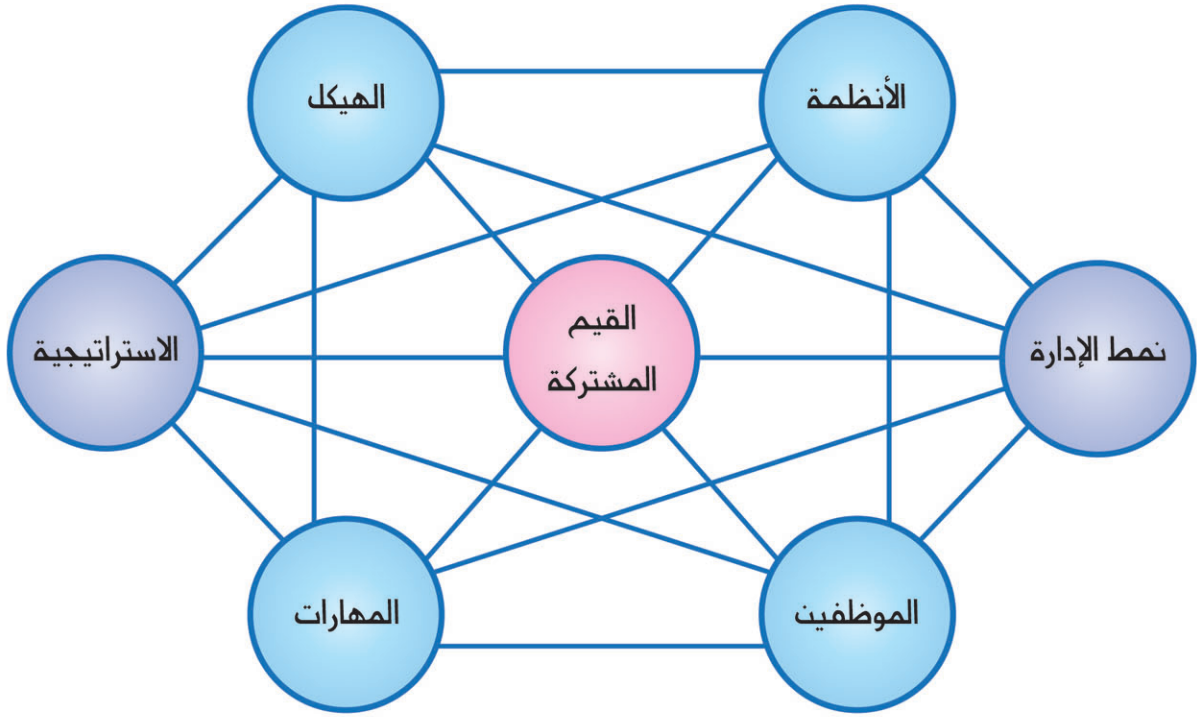 الأنظمة
الهيكل
نمط الإدارة
القيم
المشتركة
الاستراتيجية
الموظفين
المهارات